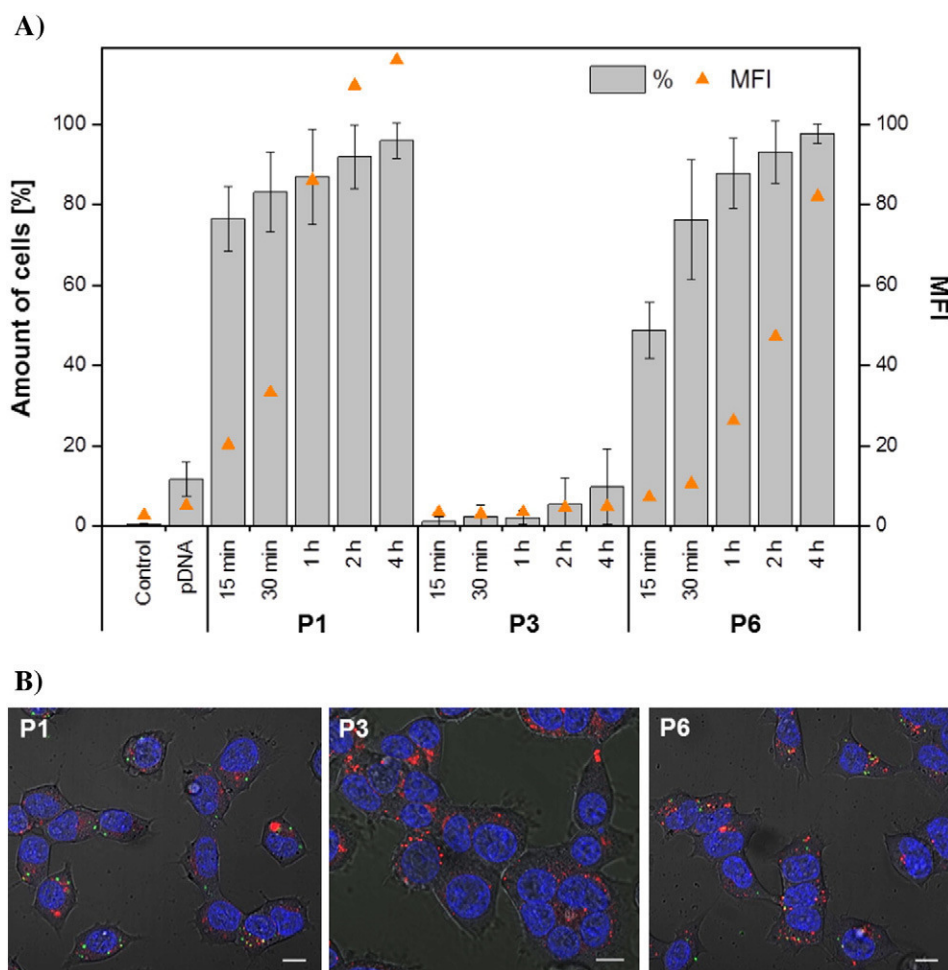 A)
% MFI
Amount of cells [%]
100
80
60
40
20
0
MFI
100
80
60
40
20
0
Control pDNA 15 min 30 min 1 h 2 h 4 h 15 min 30 min 1 h 2 h 4 h 15 min 30 min 1 h 2 h 4 h
P1 P3 P6
B)
P1 P3 P6